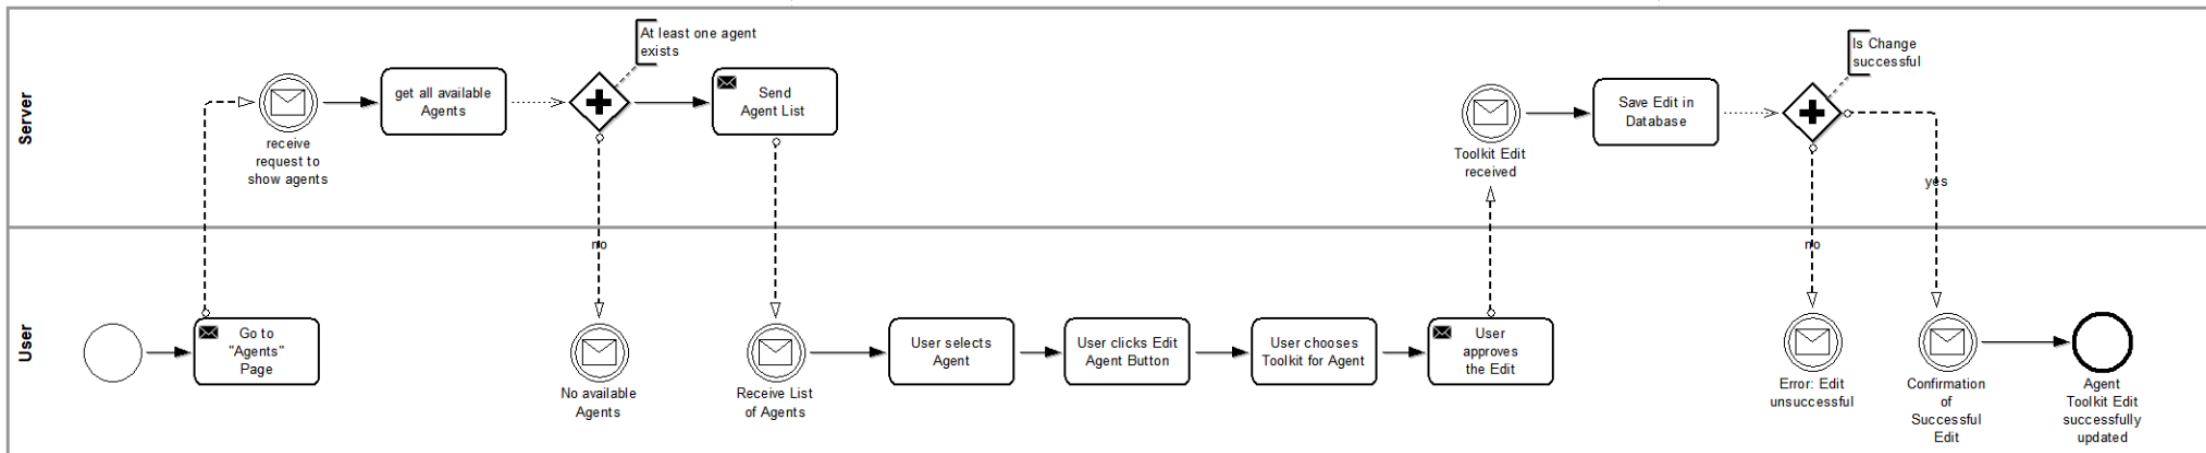 Server
At least one agent
exists
get all available
Agents
Send
Agent List
receive
request to
show agents
Is Change
successful
Save Edit in
Database
Toolkit Edit
received
yes
no
no
User
Go to
"Agents"
Page
No available
Agents
Receive List
of Agents
User selects
Agent
User clicks Edit
Agent Button
User chooses
Toolkit for Agent
User
approves
the Edit
Error: Edit
unsuccessful
Confirmation
of
Successful
Edit
Agent
Toolkit Edit
successfully
updated